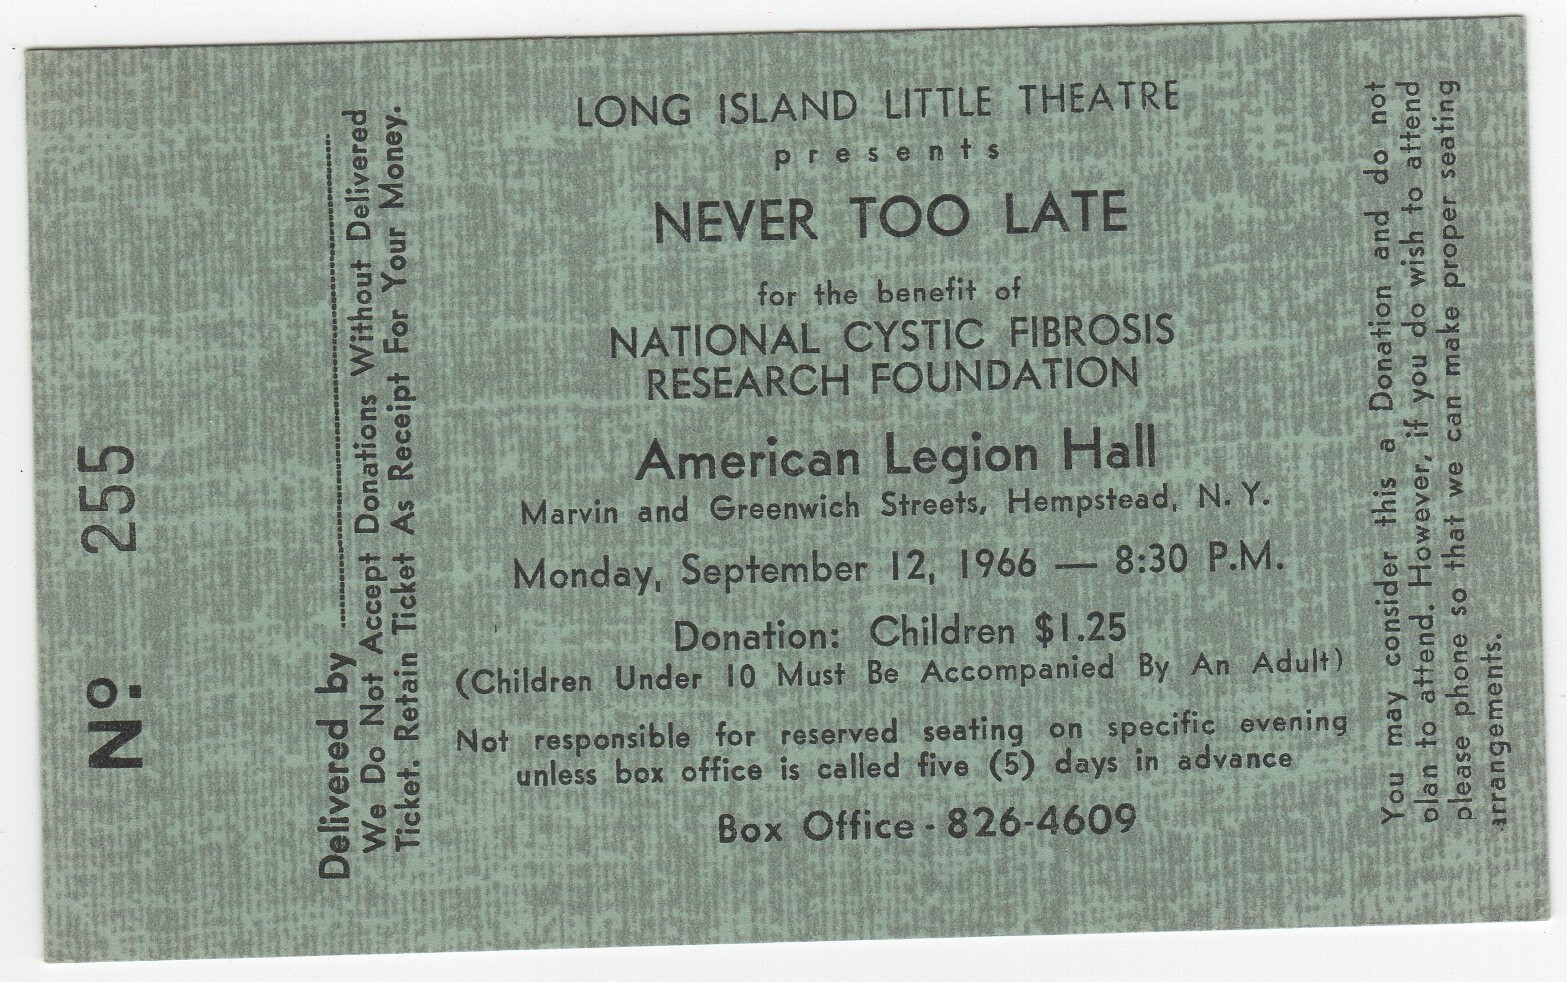 No. 255
Delivered by
We Do Not Accept Donations Without Delivered
Ticket. Retain Ticket As Receipt For Your Money.
LONG ISLAND LITTLE THEATRE
presents
NEVER TOO LATE
for the benefit of
NATIONAL CYSTIC FIBROSIS
RESEARCH FOUNDATION
American Legion Hall
Marvin and Greenwich Streets, Hempstead, N. Y.
Monday, September 12, 1966 — 8:30 P.M.
Donation: Children $1.25
(Children Under 10 Must Be Accompanied By An Adult)
Not responsible for reserved seating on specific evening
unless box office is called five (5) days in advance
Box Office - 826-4609
You may consider this a Donation and do not
plan to attend. However, if you do wish to attend
please phone so that we can make proper seating
arrangements.